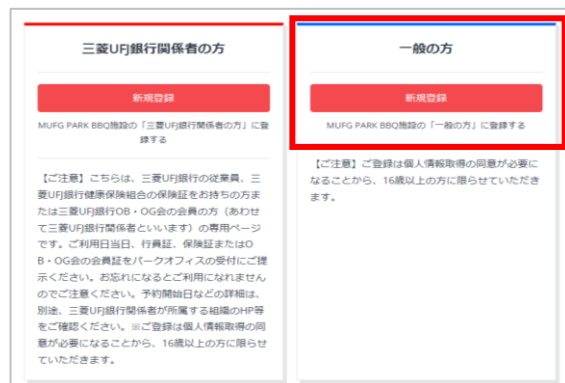 三菱UFJ銀行関係者の方
新規登録
MUFG PARK BBQ施設の「三菱UFJ銀行関係者の方」に登
録する
【ご注意】こちらは、三菱UFJ銀行の従業員、三
菱UFJ銀行健康保険組合の保険証をお持ちの方ま
たは三菱UFJ銀行OB・OG会の会員の方（あわせ
て三菱UFJ銀行関係者といいます）の専用ページ
です。ご利用日当日、行員証、保険証またはO
B・OG会の会員証をパークオフィスの受付にご提
示ください。お忘れになるとご利用になれません
のでご注意ください。予約開始日などの詳細は、
別途、三菱UFJ銀行関係者が所属する組織のHP等
をご確認ください。※ご登録は個人情報取得の同
意が必要になることから、16歳以上の方に限らせ
ていただきます。
一般の方
新規登録
MUFG PARK BBQ施設の「一般の方」に登録する
【ご注意】ご登録は個人情報取得の同意が必要に
なることから、16歳以上の方に限らせていただき
ます。